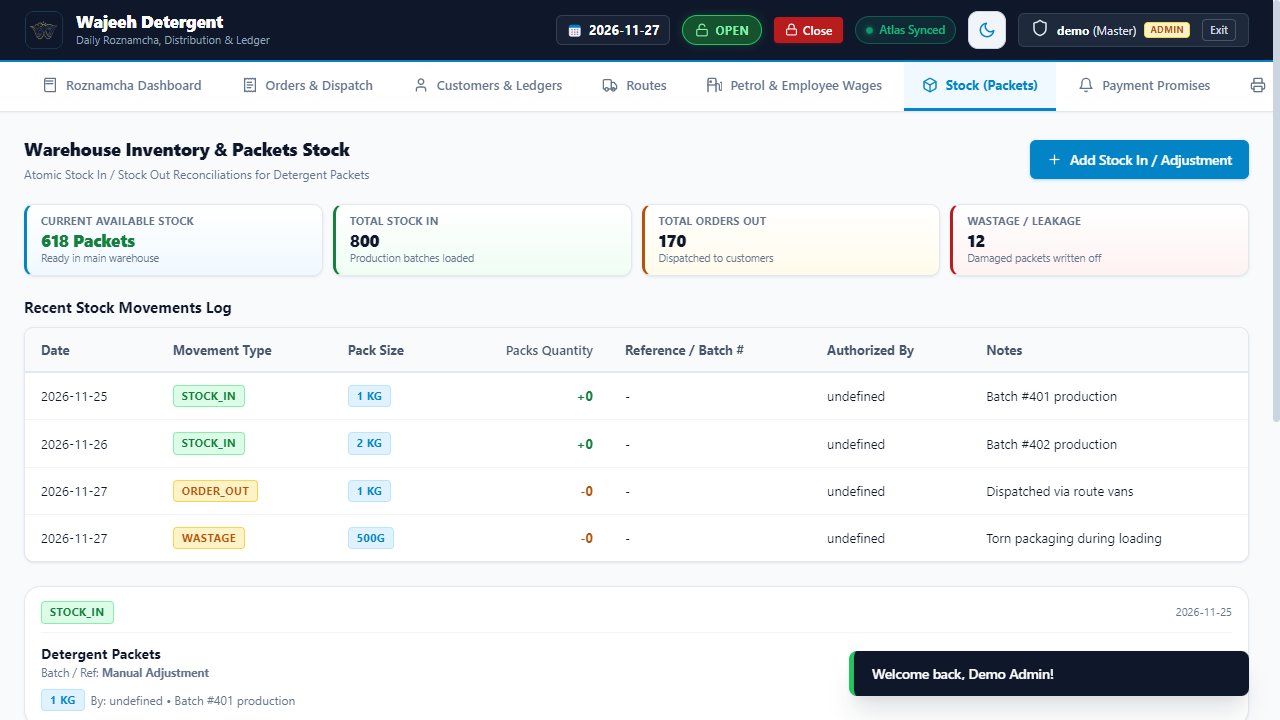 Wajeeh Detergent
Daily Roznamcha, Distribution & Ledger
2026-11-27
OPEN
Close
Atlas Synced
demo (Master) ADMIN
Exit
Roznamcha Dashboard
Orders & Dispatch
Customers & Ledgers
Routes
Petrol & Employee Wages
Stock (Packets)
Payment Promises
Warehouse Inventory & Packets Stock
Atomic Stock In / Stock Out Reconciliations for Detergent Packets
+ Add Stock In / Adjustment
CURRENT AVAILABLE STOCK
618 Packets
Ready in main warehouse
TOTAL STOCK IN
800
Production batches loaded
TOTAL ORDERS OUT
170
Dispatched to customers
WASTAGE / LEAKAGE
12
Damaged packets written off
Recent Stock Movements Log
Date Movement Type Pack Size Packs Quantity Reference / Batch # Authorized By Notes
2026-11-25 STOCK_IN 1 KG +0 - undefined Batch #401 production
2026-11-26 STOCK_IN 2 KG +0 - undefined Batch #402 production
2026-11-27 ORDER_OUT 1 KG -0 - undefined Dispatched via route vans
2026-11-27 WASTAGE 500G -0 - undefined Torn packaging during loading
STOCK_IN 2026-11-25
Detergent Packets
Batch / Ref: Manual Adjustment
1 KG By: undefined • Batch #401 production
Welcome back, Demo Admin!